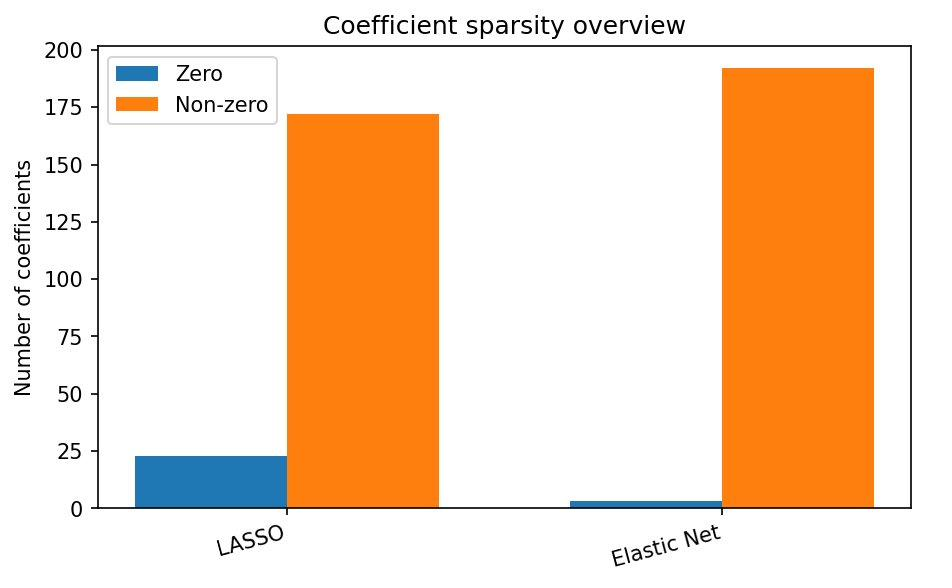 Coefficient sparsity overview
Zero
Non-zero
Number of coefficients
200
175
150
125
100
75
50
25
0
LASSO
Elastic Net